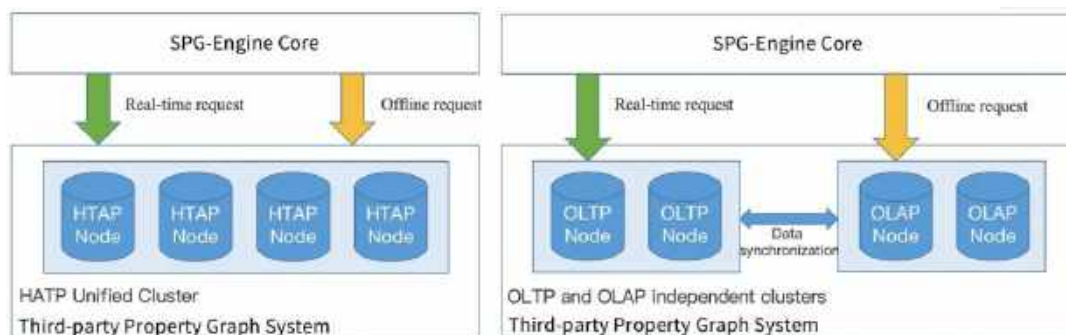 SPG-Engine Core
Real-time request
Offline request
HTAP
Node
HTAP
Node
HTAP
Node
HTAP
Node
HATP Unified Cluster
Third-party Property Graph System
SPG-Engine Core
Real-time request
Offline request
OLTP
Node
OLTP
Node
Data
synchronization
OLAP
Node
OLAP
Node
OLTP and OLAP independent clusters
Third-party Property Graph System